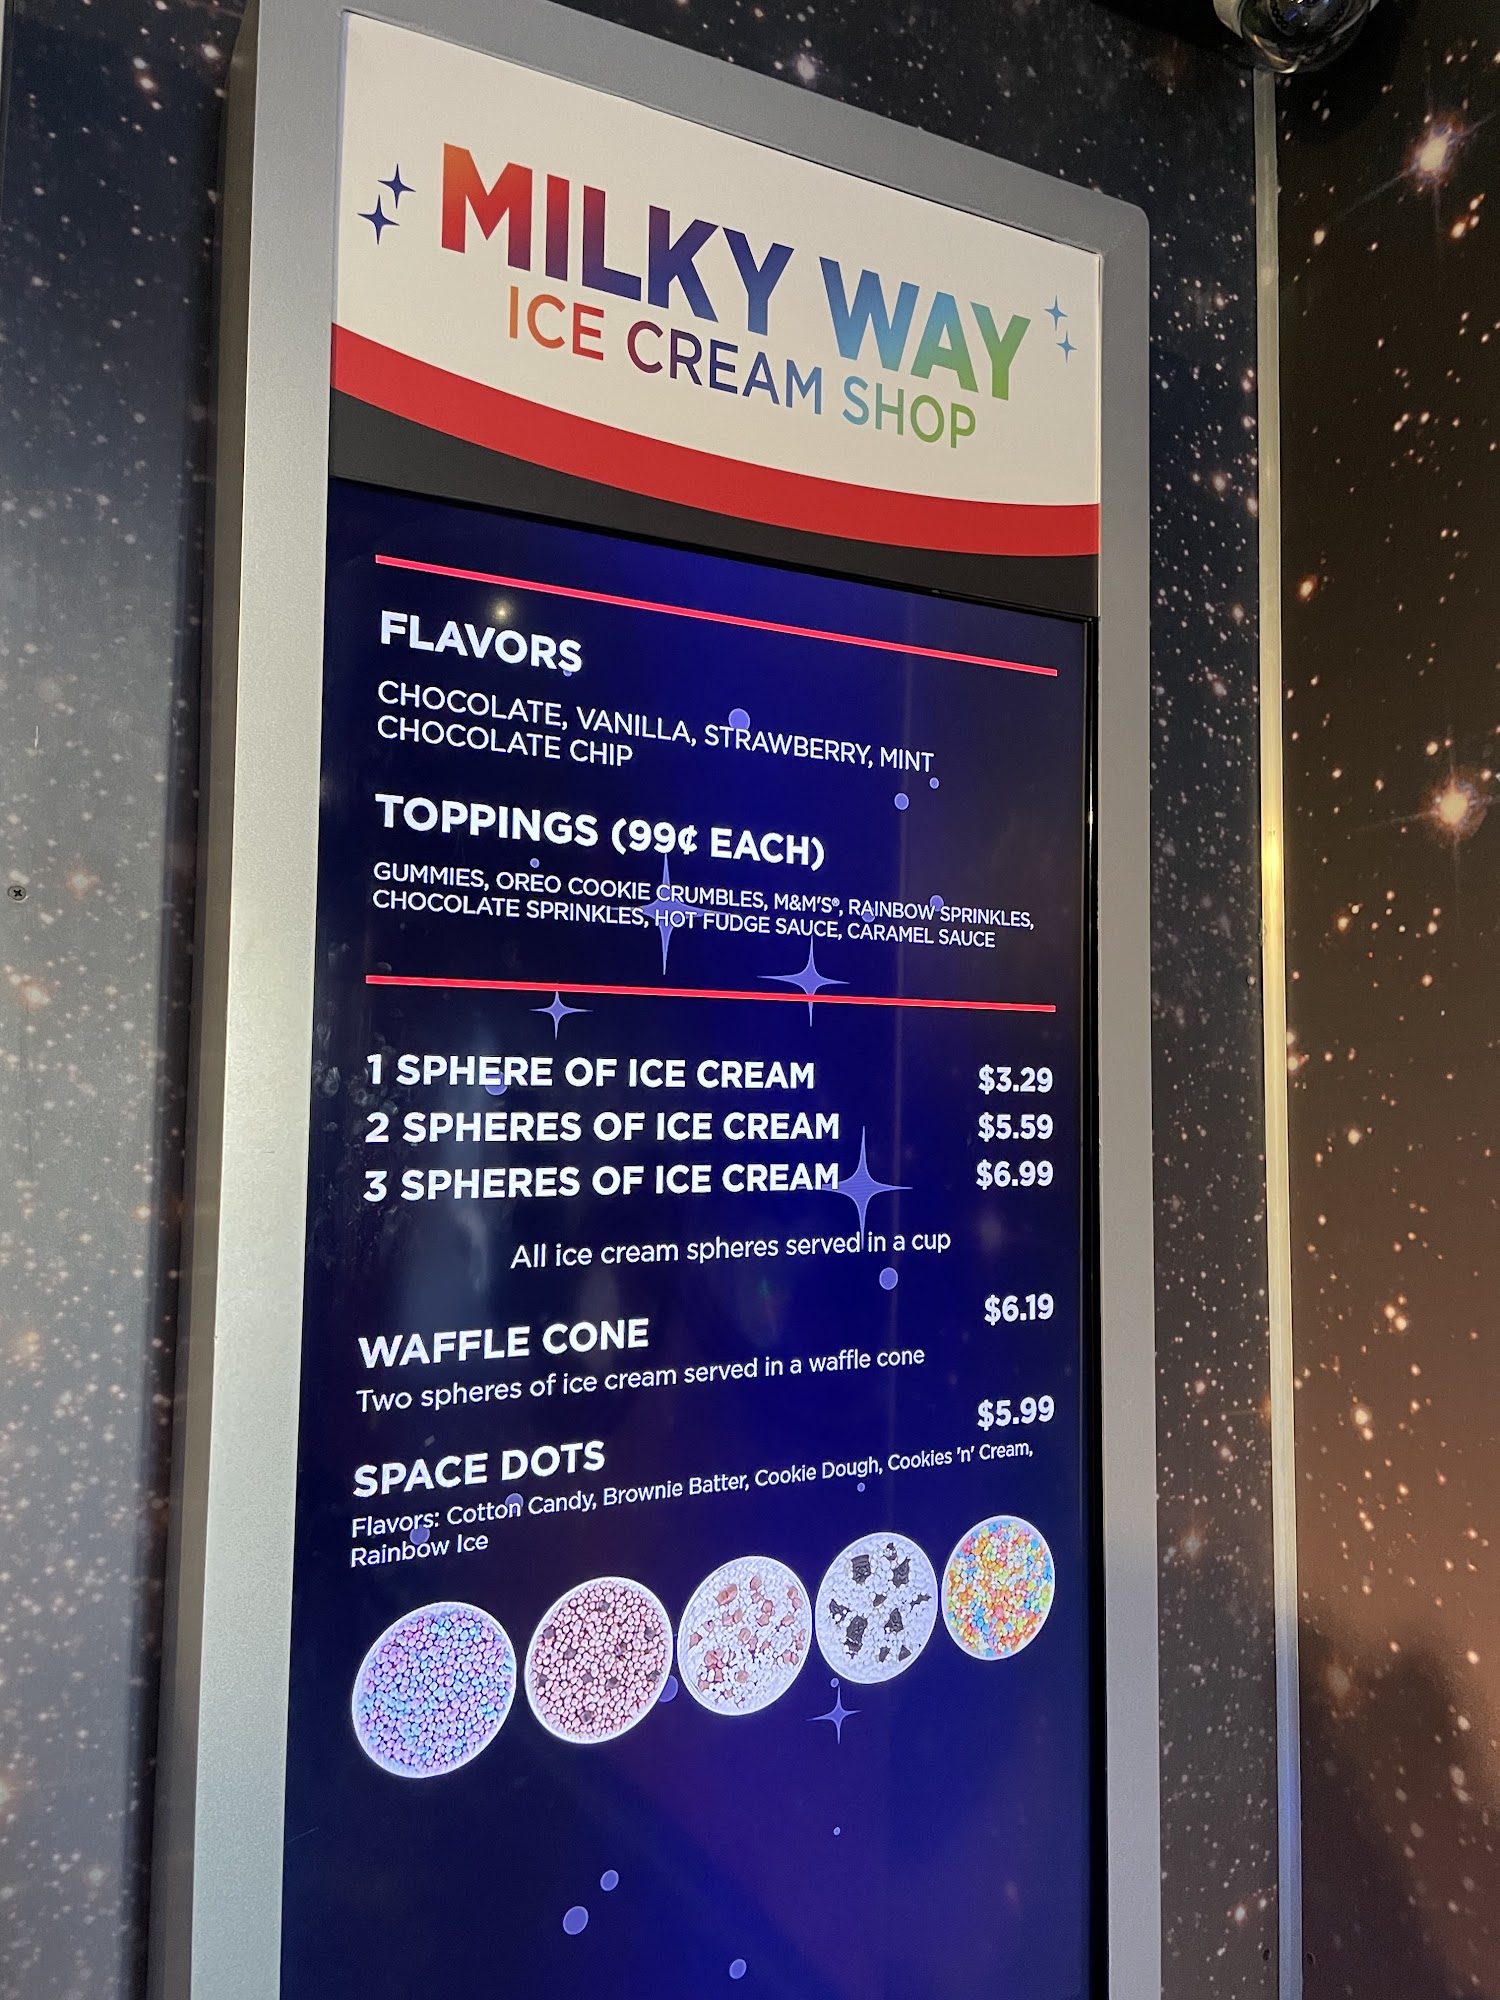 MILKY WAY
ICE CREAM SHOP
FLAVORS
CHOCOLATE, VANILLA, STRAWBERRY, MINT
CHOCOLATE CHIP
TOPPINGS (99¢ EACH)
GUMMIES, OREO COOKIE CRUMBLES, M&M'S®, RAINBOW SPRINKLES,
CHOCOLATE SPRINKLES, HOT FUDGE SAUCE, CARAMEL SAUCE
1 SPHERE OF ICE CREAM $3.29
2 SPHERES OF ICE CREAM $5.59
3 SPHERES OF ICE CREAM $6.99
All ice cream spheres served in a cup
WAFFLE CONE $6.19
Two spheres of ice cream served in a waffle cone
SPACE DOTS $5.99
Flavors: Cotton Candy, Brownie Batter, Cookie Dough, Cookies 'n' Cream,
Rainbow Ice